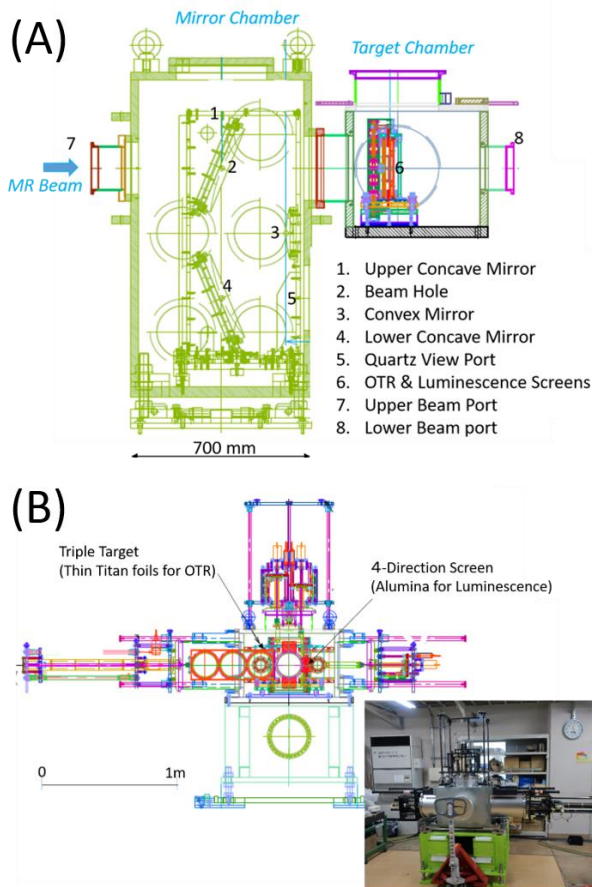 (A)
Mirror Chamber
Target Chamber
7
1
2
6
8
MR Beam
3
4
5
1. Upper Concave Mirror
2. Beam Hole
3. Convex Mirror
4. Lower Concave Mirror
5. Quartz View Port
6. OTR & Luminescence Screens
7. Upper Beam Port
8. Lower Beam port
700 mm
(B)
Triple Target
(Thin Titan foils for OTR)
4-Direction Screen
(Alumina for Luminescence)
0
1m